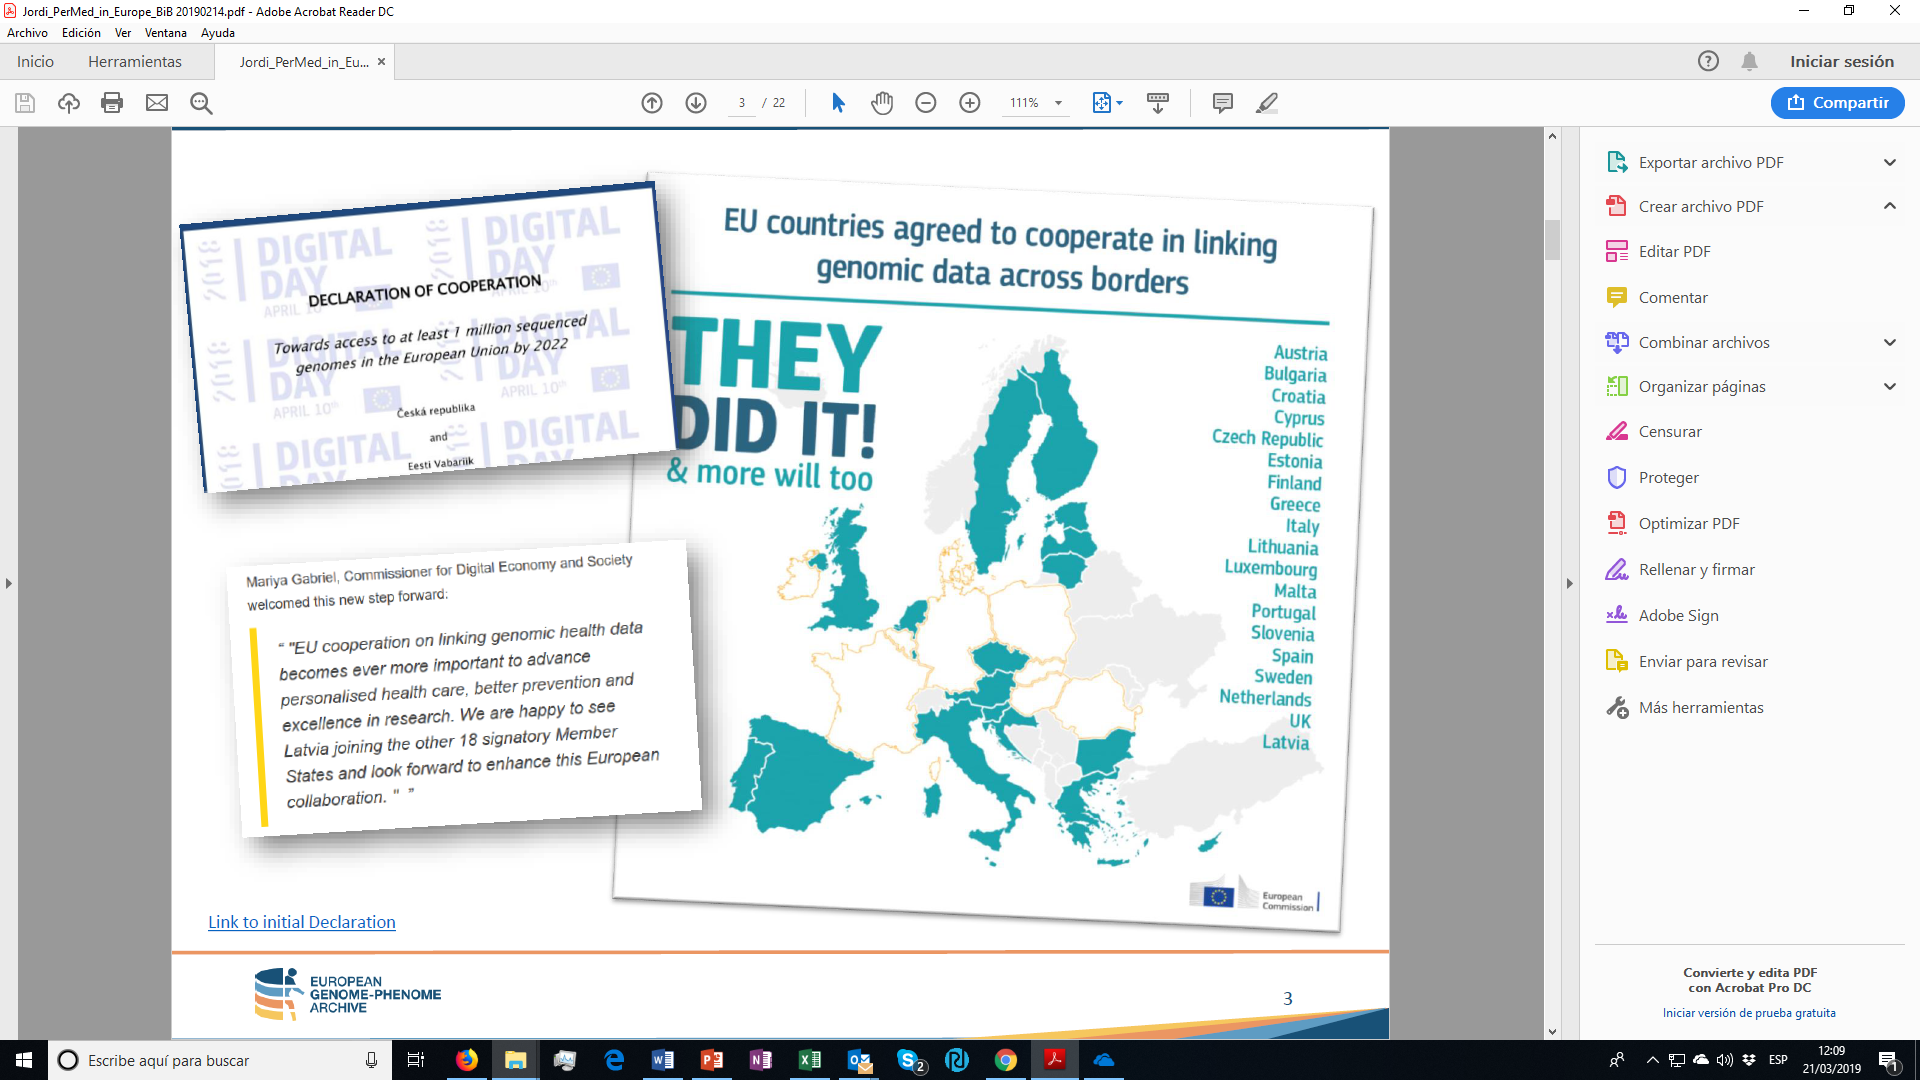 Jordi_PerMed_in_Europe_BiB 20190214.pdf - Adobe Acrobat Reader DC
Archivo Edición Ver Ventana Ayuda
Inicio Herramientas Jordi_PerMed_in_Eu... Iniciar sesión
3 / 22 111% Compartir
DIGITAL DAY 2018
APRIL 10th
DECLARATION OF COOPERATION
Towards access to at least 1 million sequenced
genomes in the European Union by 2022
Česká republika
and
Eesti Vabariik
EU countries agreed to cooperate in linking
genomic data across borders
THEY
DID IT!
& more will too
Austria
Bulgaria
Croatia
Cyprus
Czech Republic
Estonia
Finland
Greece
Italy
Lithuania
Luxembourg
Malta
Portugal
Slovenia
Spain
Sweden
Netherlands
UK
Latvia
European
Commission
Mariya Gabriel, Commissioner for Digital Economy and Society
welcomed this new step forward:
“ "EU cooperation on linking genomic health data
becomes ever more important to advance
personalised health care, better prevention and
excellence in research. We are happy to see
Latvia joining the other 18 signatory Member
States and look forward to enhance this European
collaboration. " ”
Link to initial Declaration
EUROPEAN
GENOME-PHENOME
ARCHIVE
3
Exportar archivo PDF
Crear archivo PDF
Editar PDF
Comentar
Combinar archivos
Organizar páginas
Censurar
Proteger
Optimizar PDF
Rellenar y firmar
Adobe Sign
Enviar para revisar
Más herramientas
Convierte y edita PDF
con Acrobat Pro DC
Iniciar versión de prueba gratuita
Escribe aquí para buscar
2
ESP
12:09
21/03/2019
1